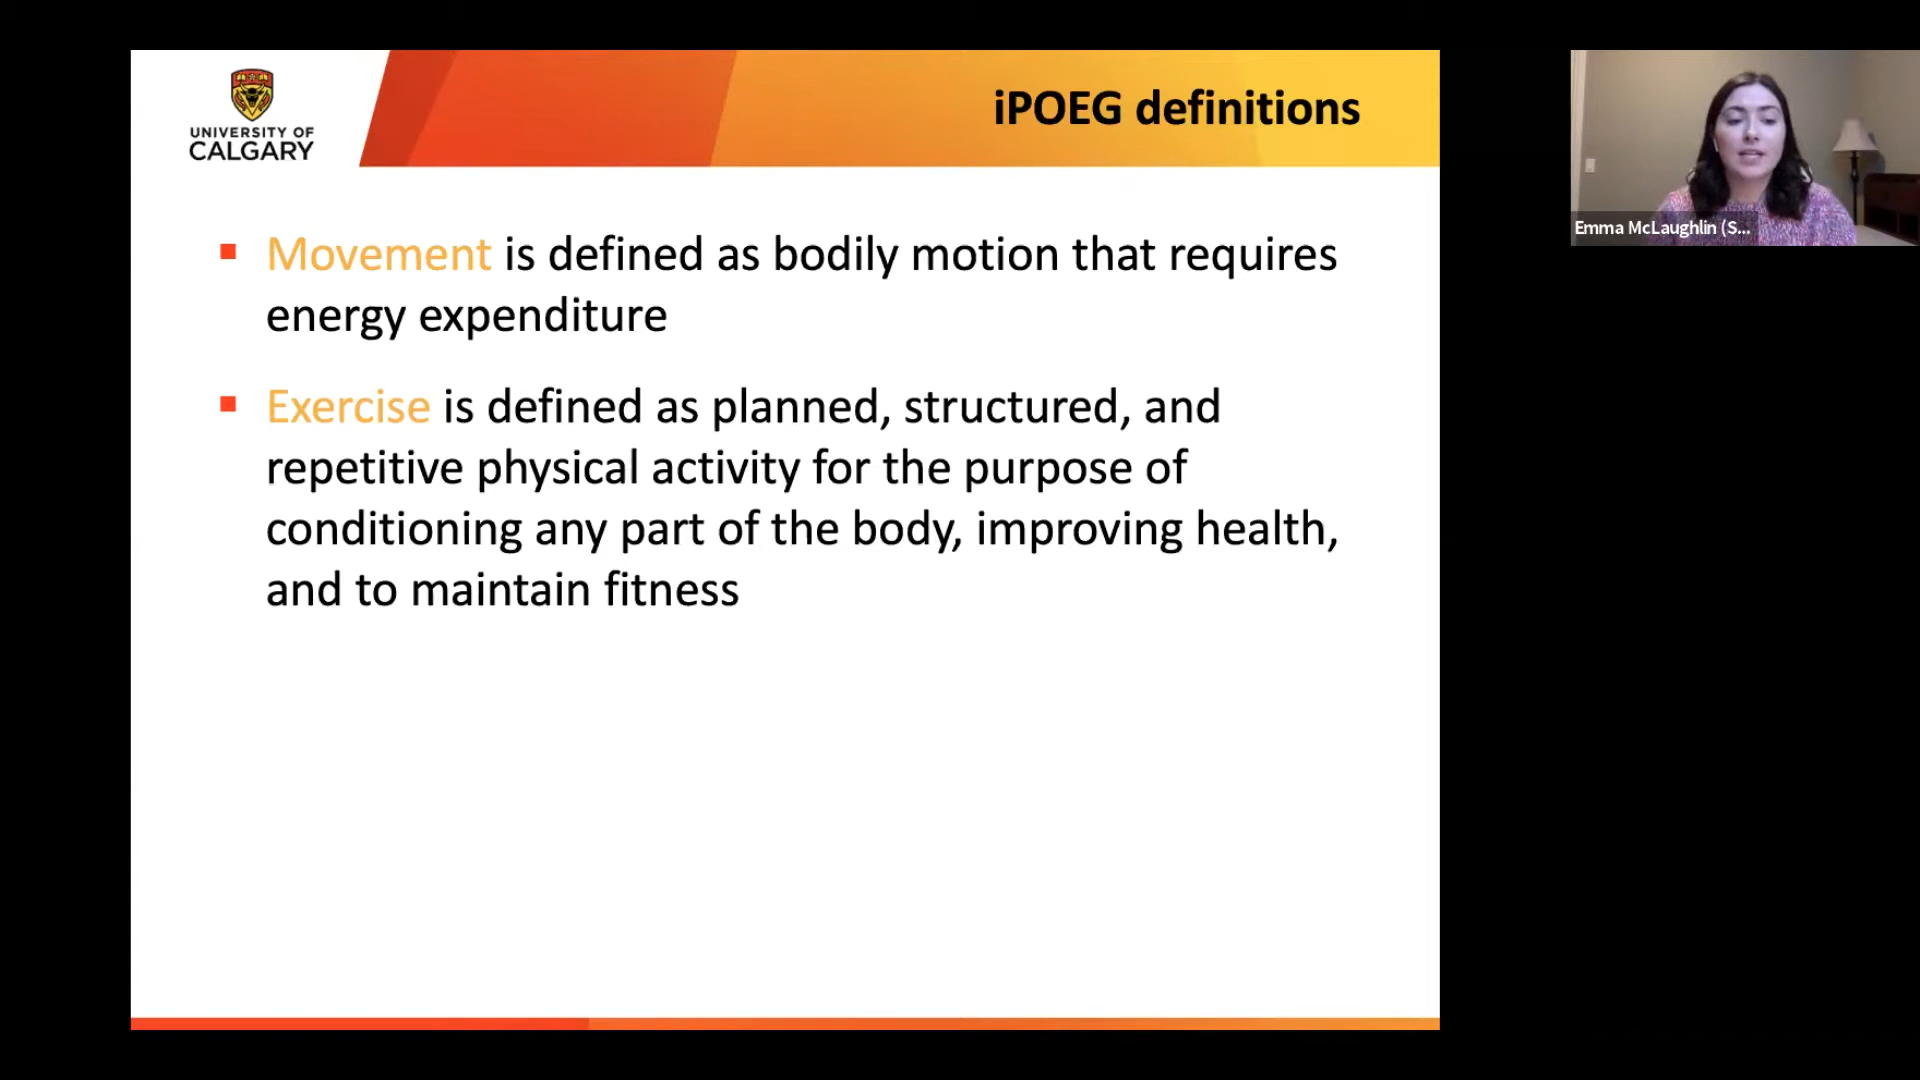 UNIVERSITY OF
CALGARY
iPOEG definitions
Movement is defined as bodily motion that requires
energy expenditure
Exercise is defined as planned, structured, and
repetitive physical activity for the purpose of
conditioning any part of the body, improving health,
and to maintain fitness
Emma McLaughlin (S...